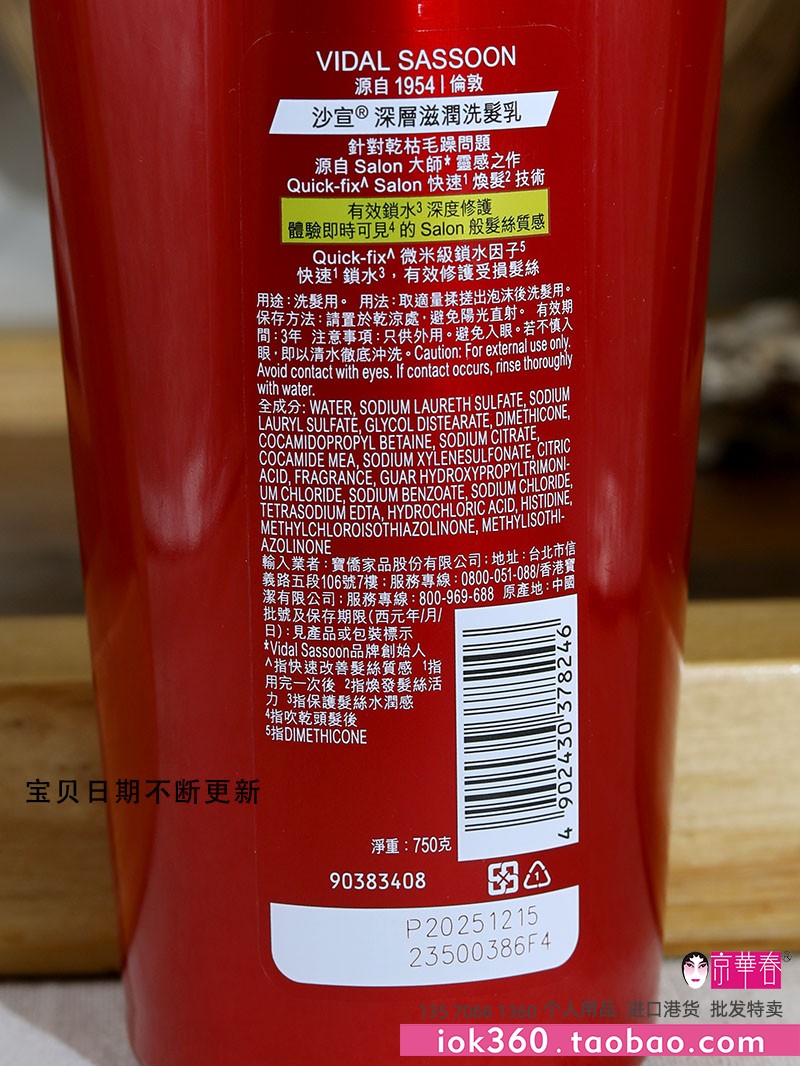 VIDAL SASSOON
源自 1954 | 倫敦
沙宣® 深層滋潤洗髮乳
針對乾枯毛躁問題
源自 Salon 大師* 靈感之作
Quick-fix^ Salon 快速¹ 煥髮² 技術
有效鎖水³ 深度修護
體驗即時可見⁴ 的 Salon 般髮絲質感
Quick-fix^ 微米級鎖水因子⁵
快速¹ 鎖水³，有效修護受損髮絲
用途：洗髮用。 用法：取適量揉搓出泡沫後洗髮用。
保存方法：請置於乾涼處，避免陽光直射。 有效期
間：3年 注意事項：只供外用。避免入眼。若不慎入
眼，即以清水徹底沖洗。Caution: For external use only.
Avoid contact with eyes. If contact occurs, rinse thoroughly
with water.
全成分: WATER, SODIUM LAURETH SULFATE, SODIUM
LAURYL SULFATE, GLYCOL DISTEARATE, DIMETHICONE,
COCAMIDOPROPYL BETAINE, SODIUM CITRATE,
COCAMIDE MEA, SODIUM XYLENESULFONATE, CITRIC
ACID, FRAGRANCE, GUAR HYDROXYPROPYLTRIMONI-
UM CHLORIDE, SODIUM BENZOATE, SODIUM CHLORIDE,
TETRASODIUM EDTA, HYDROCHLORIC ACID, HISTIDINE,
METHYLCHLOROISOTHIAZOLINONE, METHYLISOTHI-
AZOLINONE
輸入業者：寶僑家品股份有限公司；地址：台北市信
義路五段106號7樓；服務專線：0800-051-088/香港寶
潔有限公司；服務專線：800-969-688 原產地：中國
批號及保存期限(西元年/月/
日)：見產品或包裝標示
*Vidal Sassoon品牌創始人
^指快速改善髮絲質感 ¹指
用完一次後 ²指煥發髮絲活
力 ³指保護髮絲水潤感
⁴指吹乾頭髮後
⁵指DIMETHICONE
4 902430 378246
宝贝日期不断更新
淨重：750克
90383408
1
P20251215
23500386F4
京華春®
135 7066 1360 个人用品 进口港货 批发特卖
iok360.taobao.com